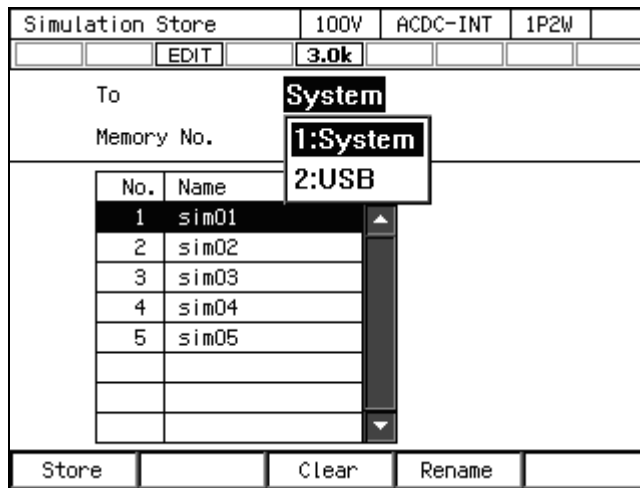 Simulation Store 100V ACDC-INT 1P2W
EDIT 3.0k
To System
Memory No. 1:System
2:USB
No. Name
1 sim01
2 sim02
3 sim03
4 sim04
5 sim05
Store Clear Rename